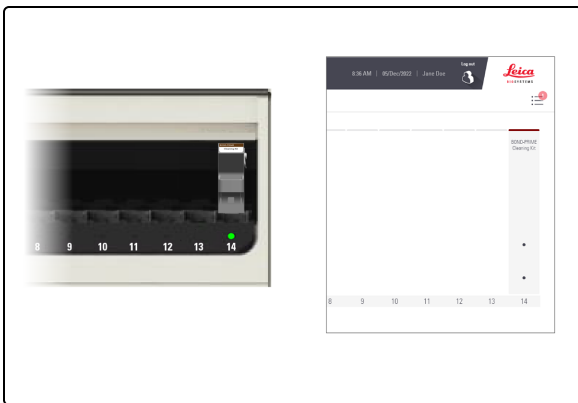 8 9 10 11 12 13 14
Log out
8:36 AM | 05/Dec/2023 | Jane Doe
Leica
BIOSYSTEMS
BOND-PRIME
Cleaning Kit
8 9 10 11 12 13 14